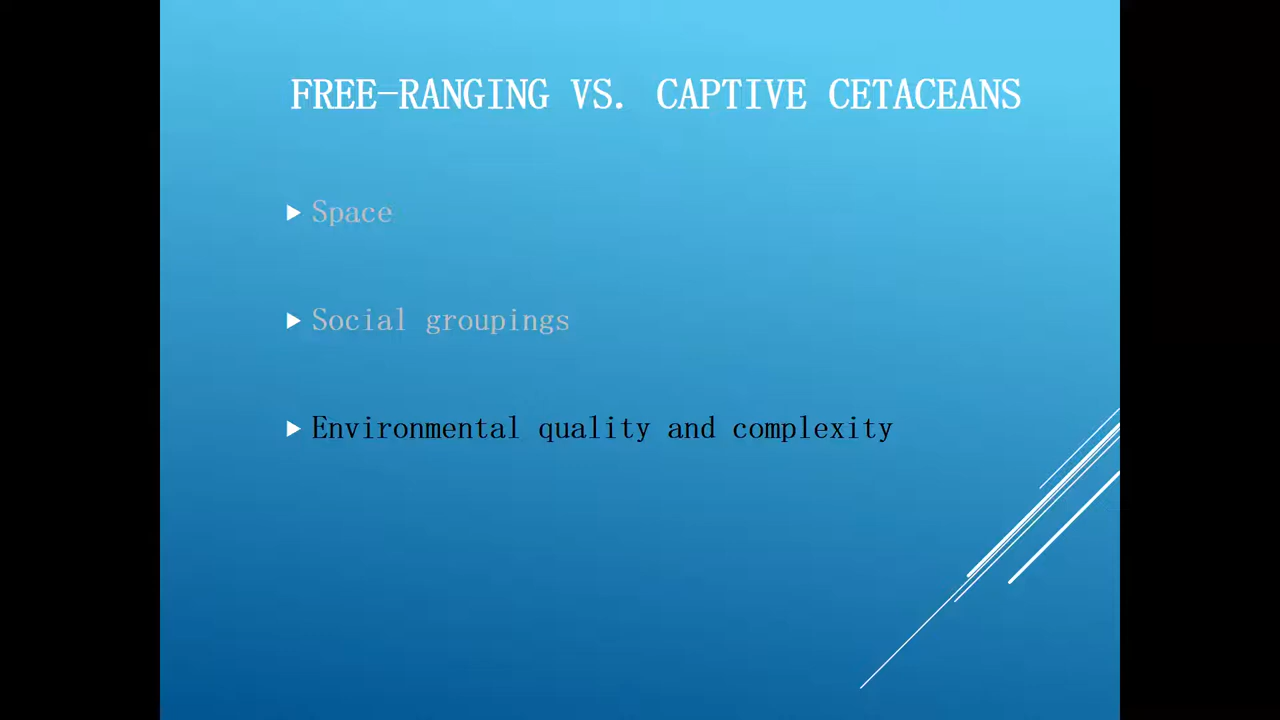 FREE-RANGING VS. CAPTIVE CETACEANS
Space
Social groupings
Environmental quality and complexity